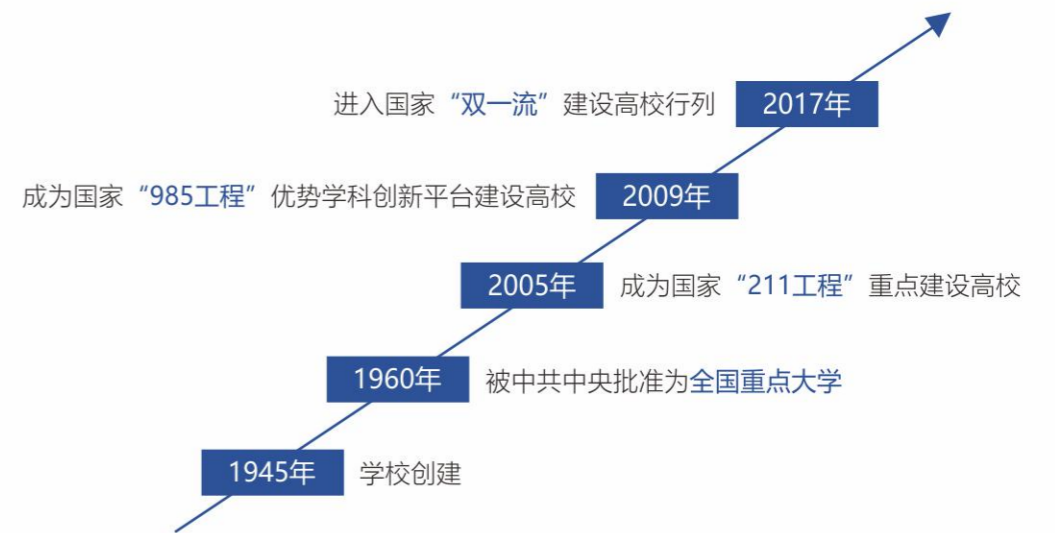 进入国家“双一流”建设高校行列 2017年
成为国家“985工程”优势学科创新平台建设高校 2009年
2005年 成为国家“211工程”重点建设高校
1960年 被中共中央批准为全国重点大学
1945年 学校创建